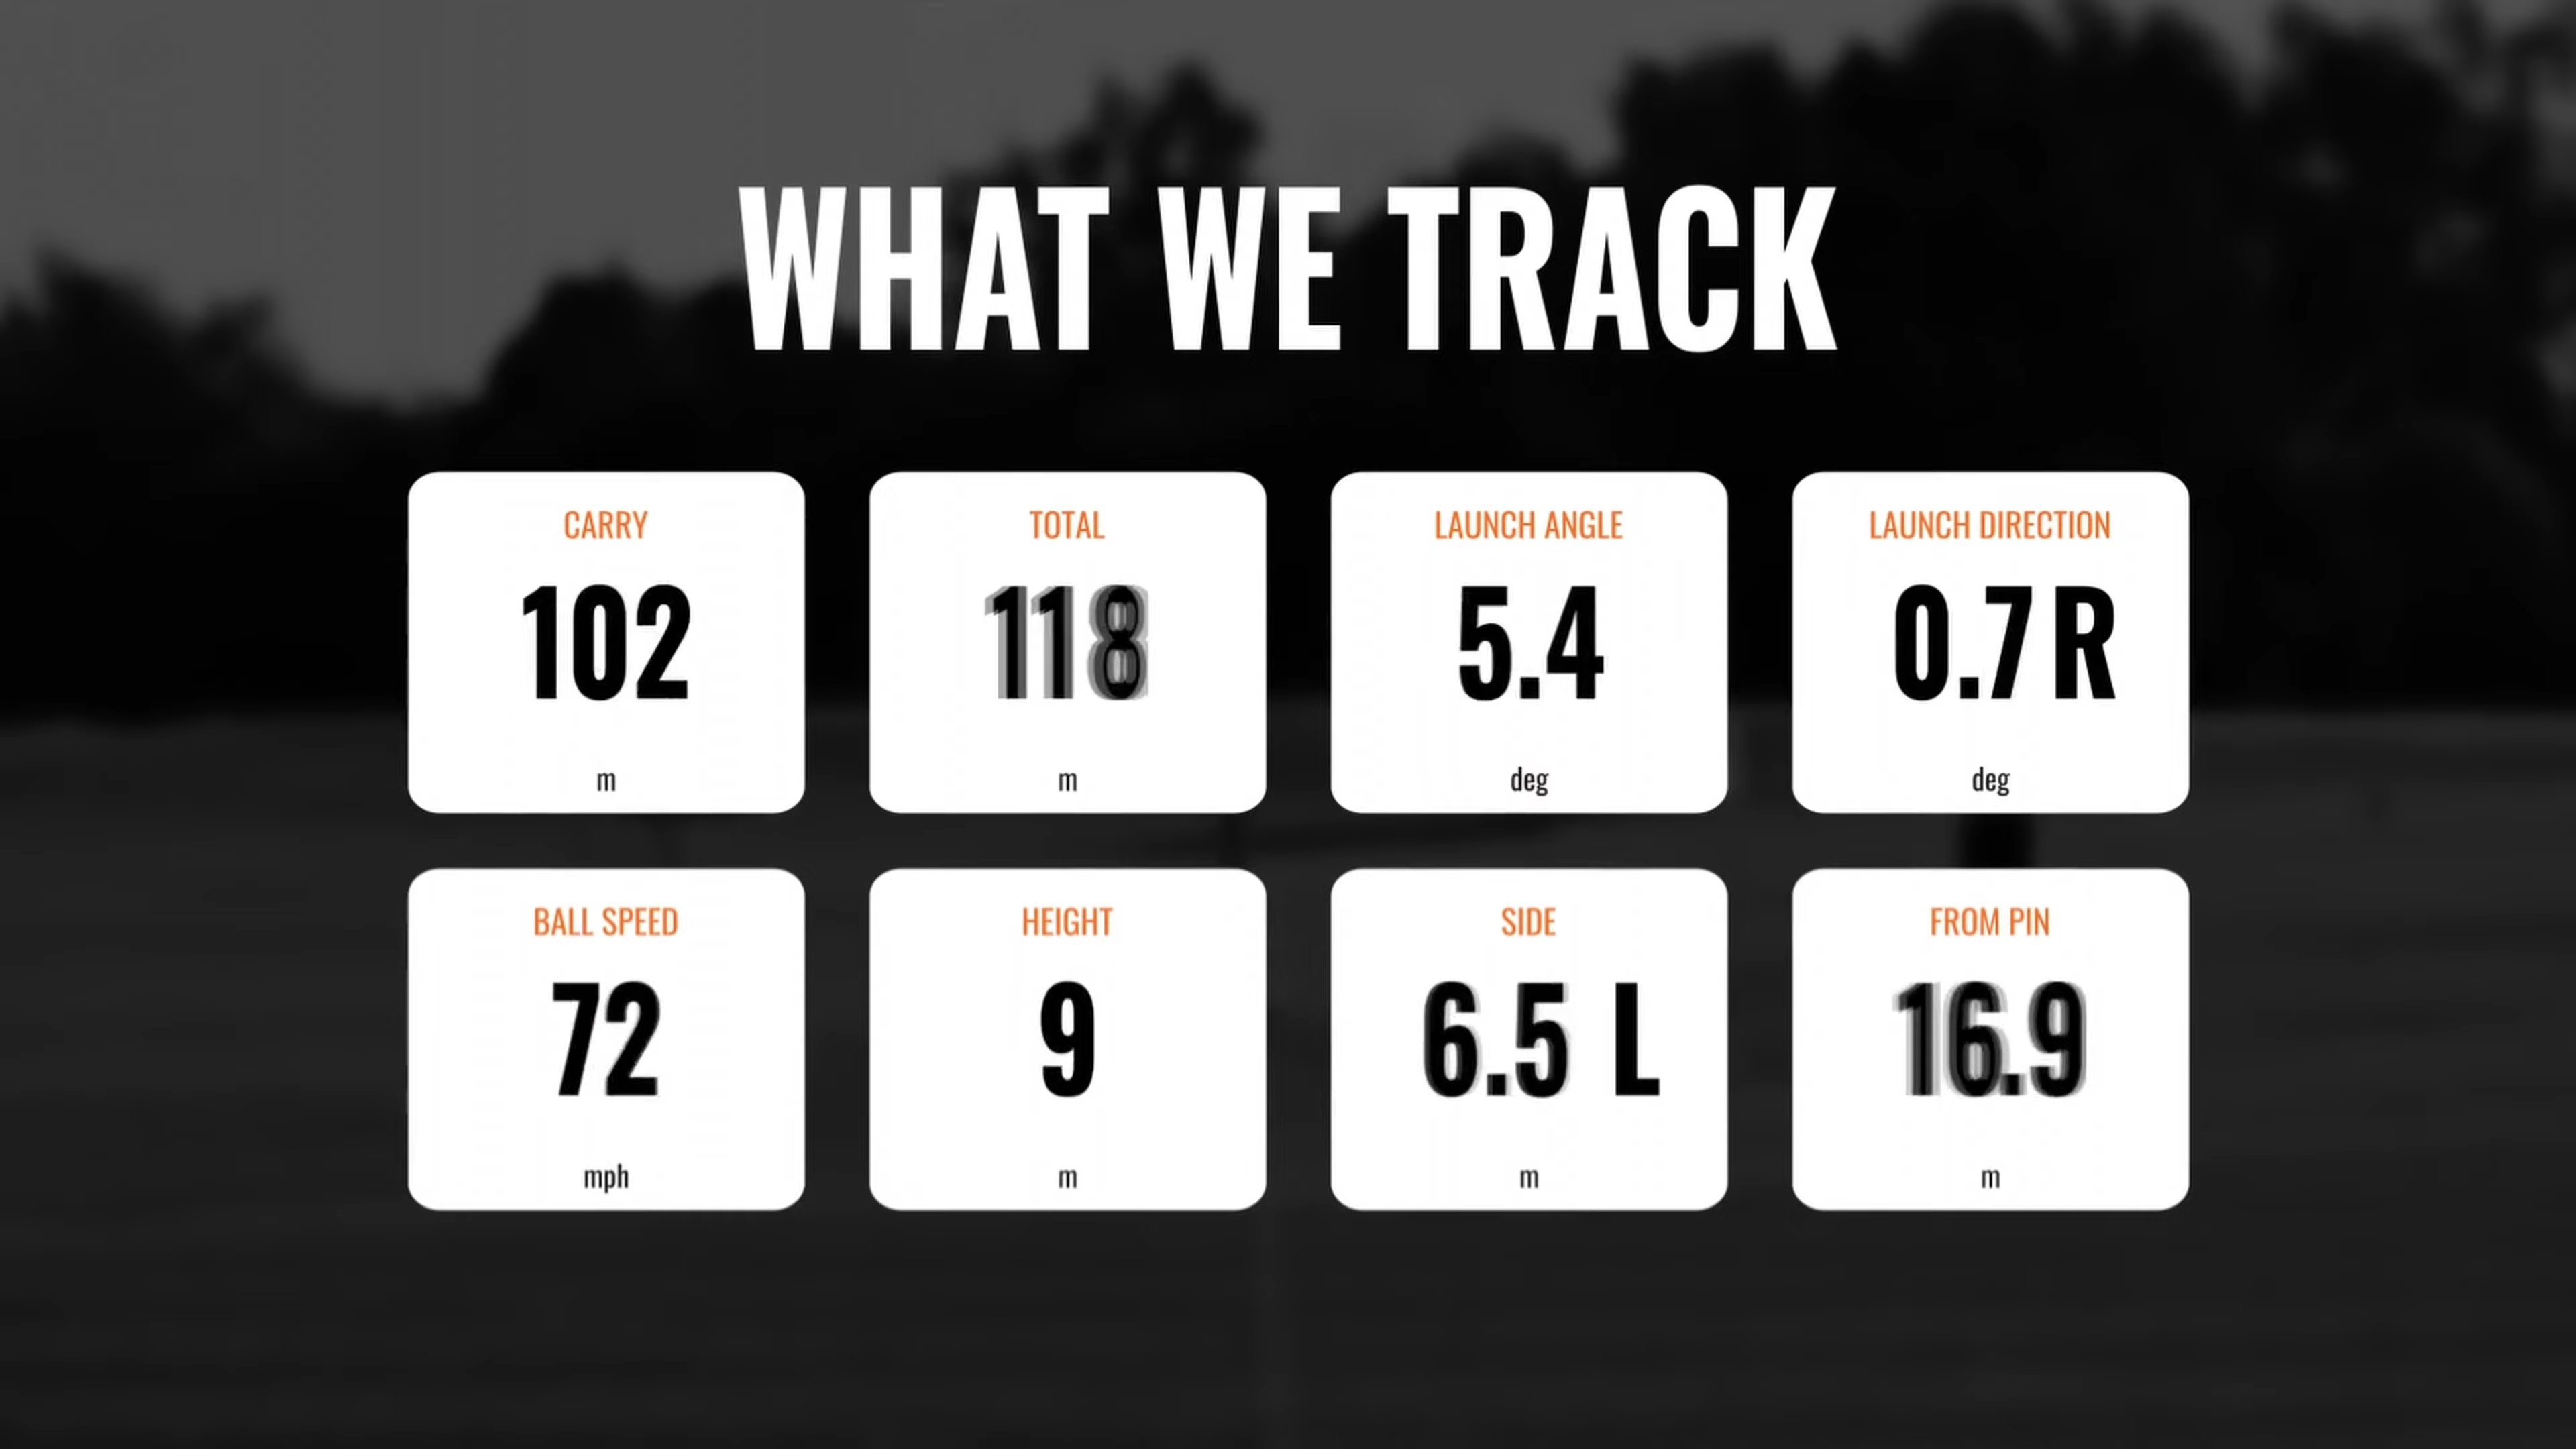 WHAT WE TRACK
CARRY
102
m
TOTAL
118
m
LAUNCH ANGLE
5.4
deg
LAUNCH DIRECTION
0.7 R
deg
BALL SPEED
72
mph
HEIGHT
9
m
SIDE
6.5 L
m
FROM PIN
16.9
m